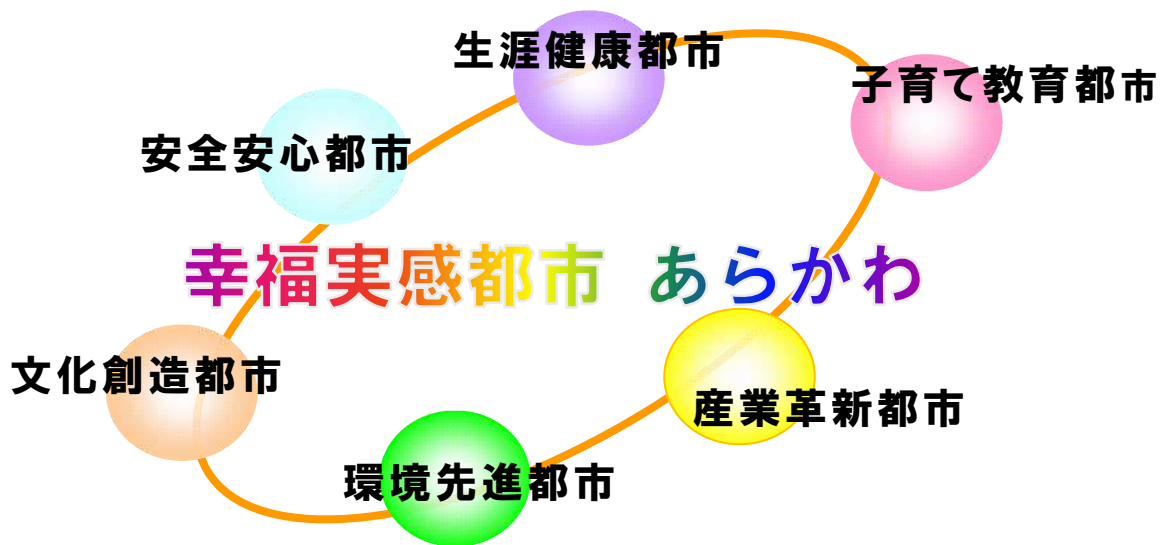 生涯健康都市
子育て教育都市
安全安心都市
幸福実感都市 あらかわ
文化創造都市
産業革新都市
環境先進都市